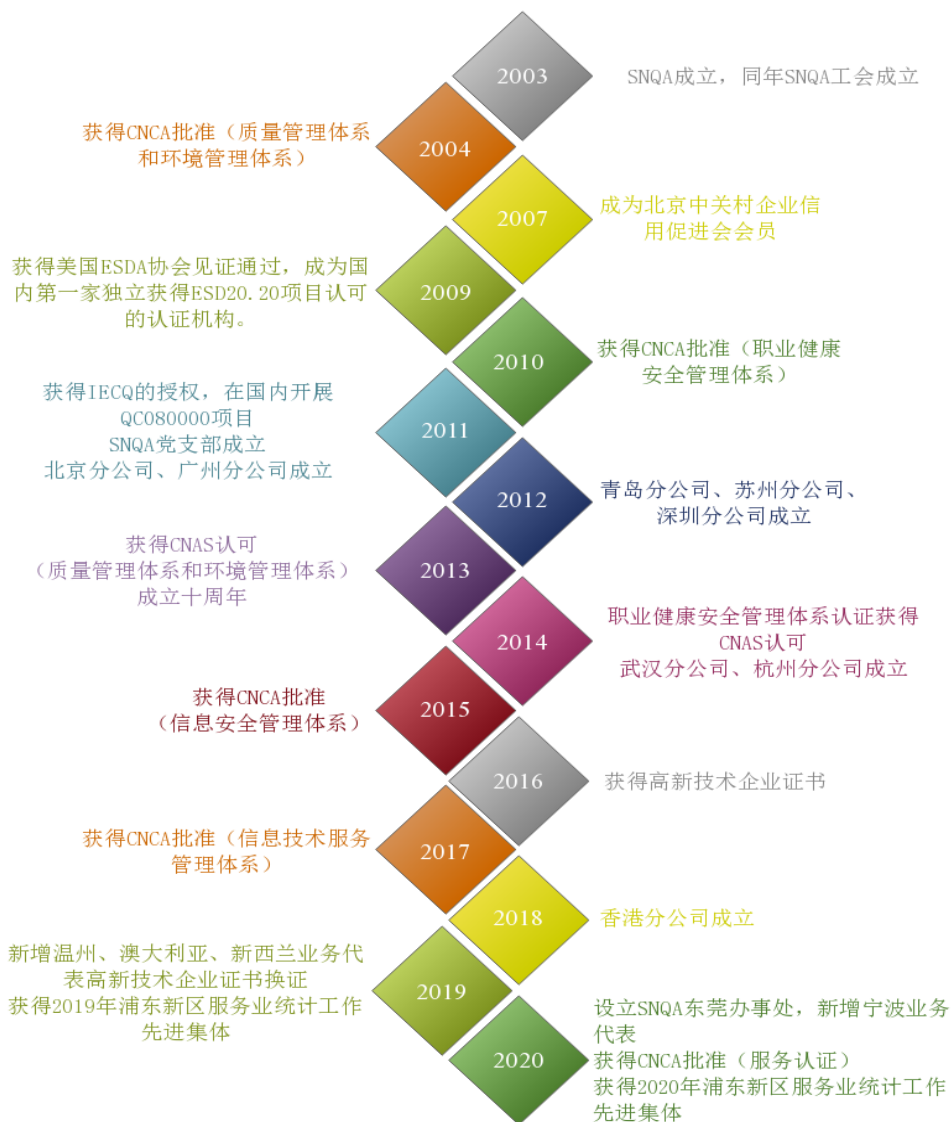 2003
SNQA成立，同年SNQA工会成立
获得CNCA批准（质量管理体系
和环境管理体系）
2004
2007
成为北京中关村企业信
用促进会会员
获得美国ESDA协会见证通过，成为国
内第一家独立获得ESD20.20项目认可
的认证机构。
2009
2010
获得CNCA批准（职业健康
安全管理体系）
获得IECQ的授权，在国内开展
QC080000项目
SNQA党支部成立
北京分公司、广州分公司成立
2011
2012
青岛分公司、苏州分公司、
深圳分公司成立
获得CNAS认可
（质量管理体系和环境管理体系）
成立十周年
2013
2014
职业健康安全管理体系认证获得
CNAS认可
武汉分公司、杭州分公司成立
获得CNCA批准
（信息安全管理体系）
2015
2016
获得高新技术企业证书
获得CNCA批准（信息技术服务
管理体系）
2017
2018
香港分公司成立
新增温州、澳大利亚、新西兰业务代
表高新技术企业证书换证
获得2019年浦东新区服务业统计工作
先进集体
2019
2020
设立SNQA东莞办事处，新增宁波业务
代表
获得CNCA批准（服务认证）
获得2020年浦东新区服务业统计工作
先进集体